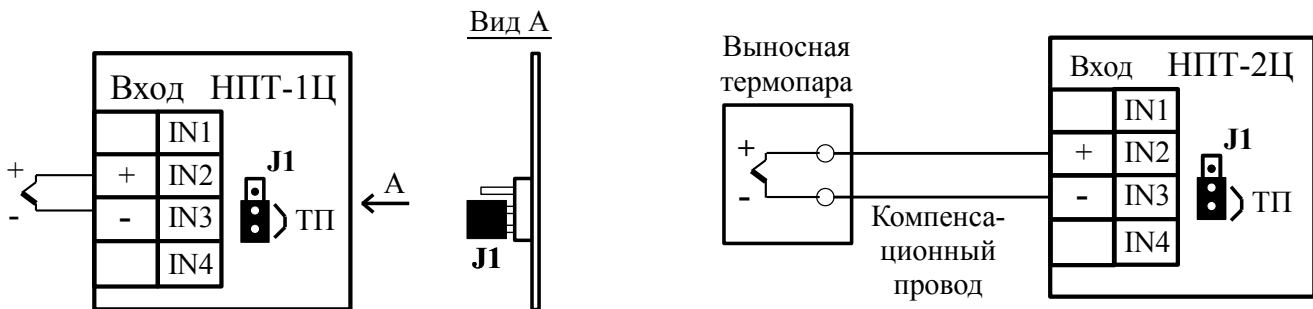 Вход НПТ-1Ц
IN1
+ + IN2
- - IN3
IN4
J1
ТП
A
Вид А
J1
Выносная
термопара
+
-
Компенса-
ционный
провод
Вход НПТ-2Ц
IN1
+ IN2
- IN3
IN4
J1
ТП